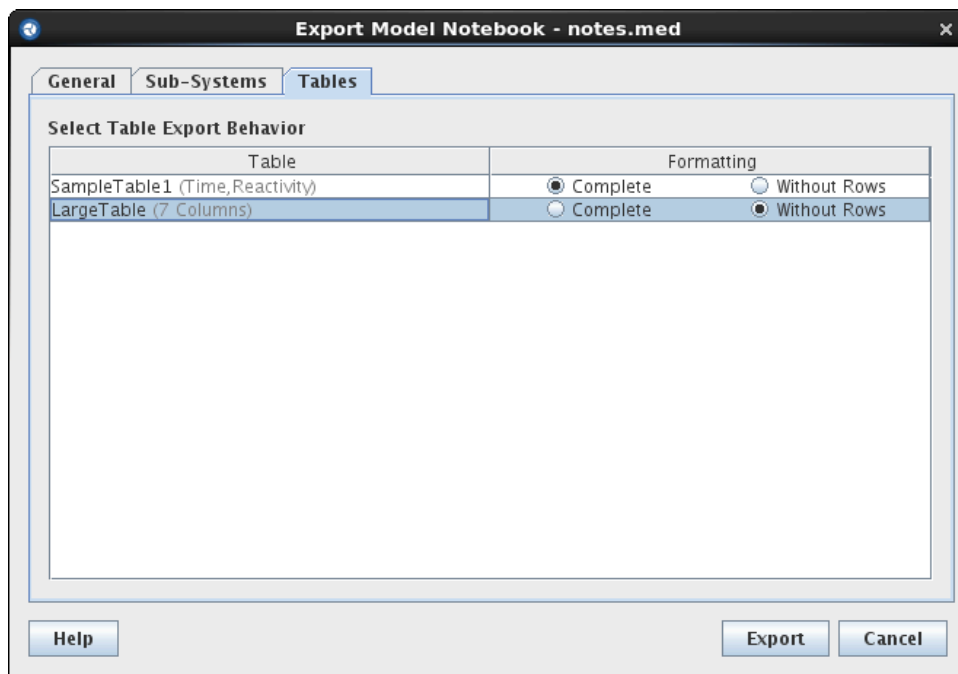 Export Model Notebook - notes.med
General Sub-Systems Tables
Select Table Export Behavior
Table Formatting
SampleTable1 (Time,Reactivity) Complete Without Rows
LargeTable (7 Columns) Complete Without Rows
Help Export Cancel